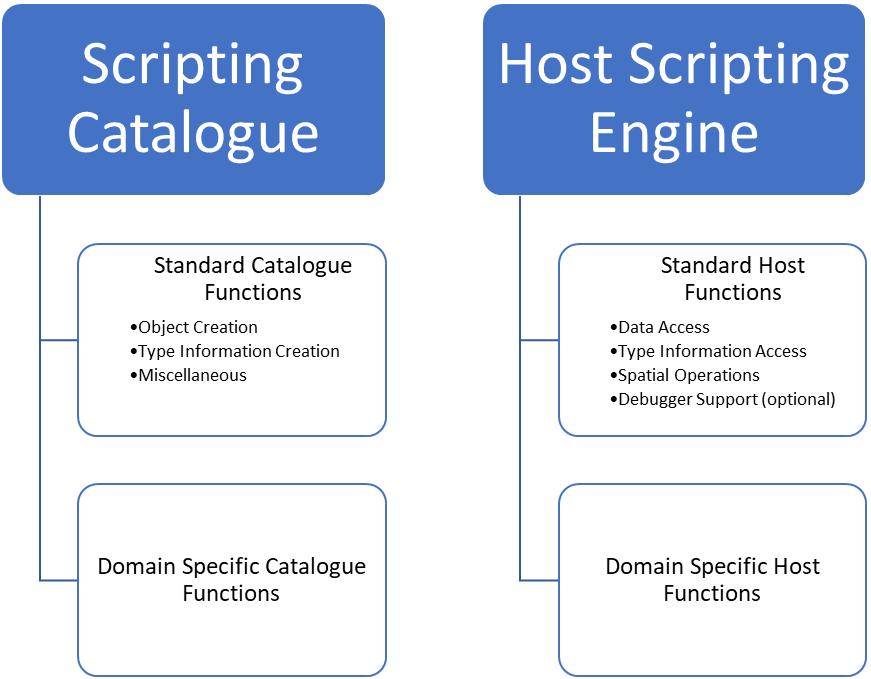 Scripting
Catalogue
Standard Catalogue
Functions
•Object Creation
•Type Information Creation
•Miscellaneous
Domain Specific Catalogue
Functions
Host Scripting
Engine
Standard Host
Functions
•Data Access
•Type Information Access
•Spatial Operations
•Debugger Support (optional)
Domain Specific Host
Functions